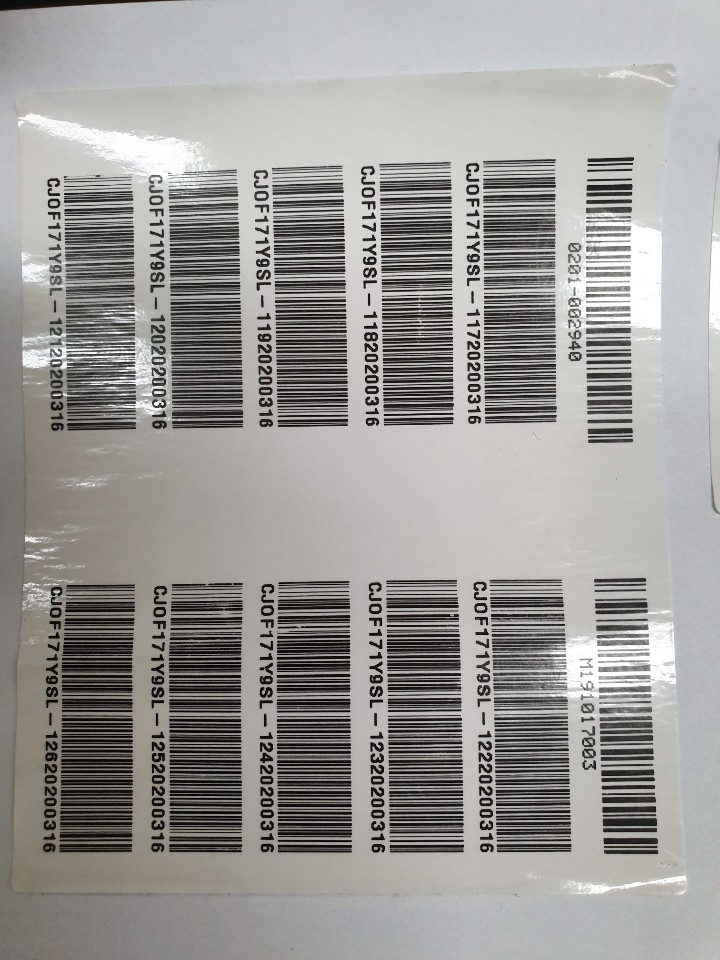 0201-002940
M191017003
CJOF171Y9SL-11720200316
CJOF171Y9SL-12220200316
CJOF171Y9SL-11820200316
CJOF171Y9SL-12320200316
CJOF171Y9SL-11920200316
CJOF171Y9SL-12420200316
CJOF171Y9SL-12020200316
CJOF171Y9SL-12520200316
CJOF171Y9SL-12120200316
CJOF171Y9SL-12620200316